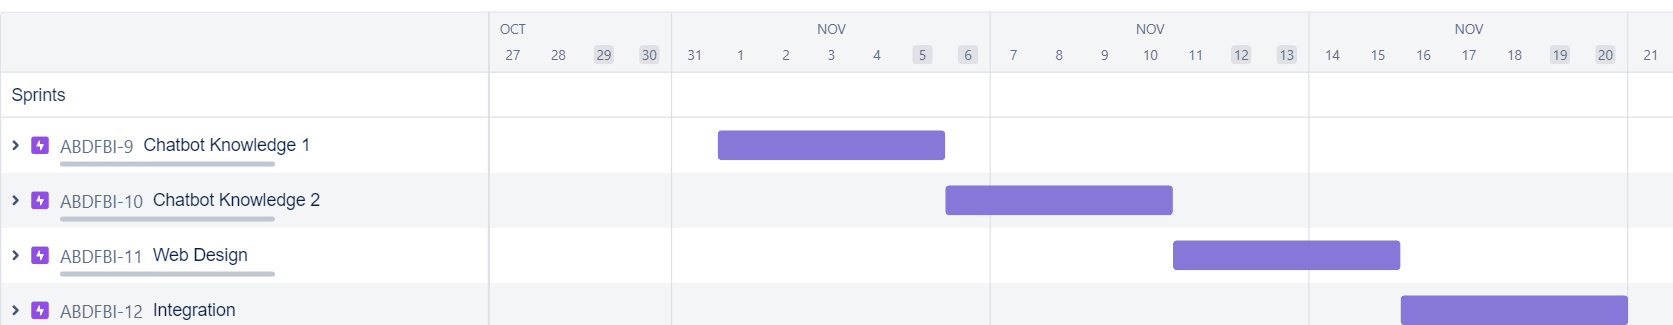 OCT NOV NOV NOV
27 28 29 30 31 1 2 3 4 5 6 7 8 9 10 11 12 13 14 15 16 17 18 19 20 21
Sprints
ABDFBI-9 Chatbot Knowledge 1
ABDFBI-10 Chatbot Knowledge 2
ABDFBI-11 Web Design
ABDFBI-12 Integration